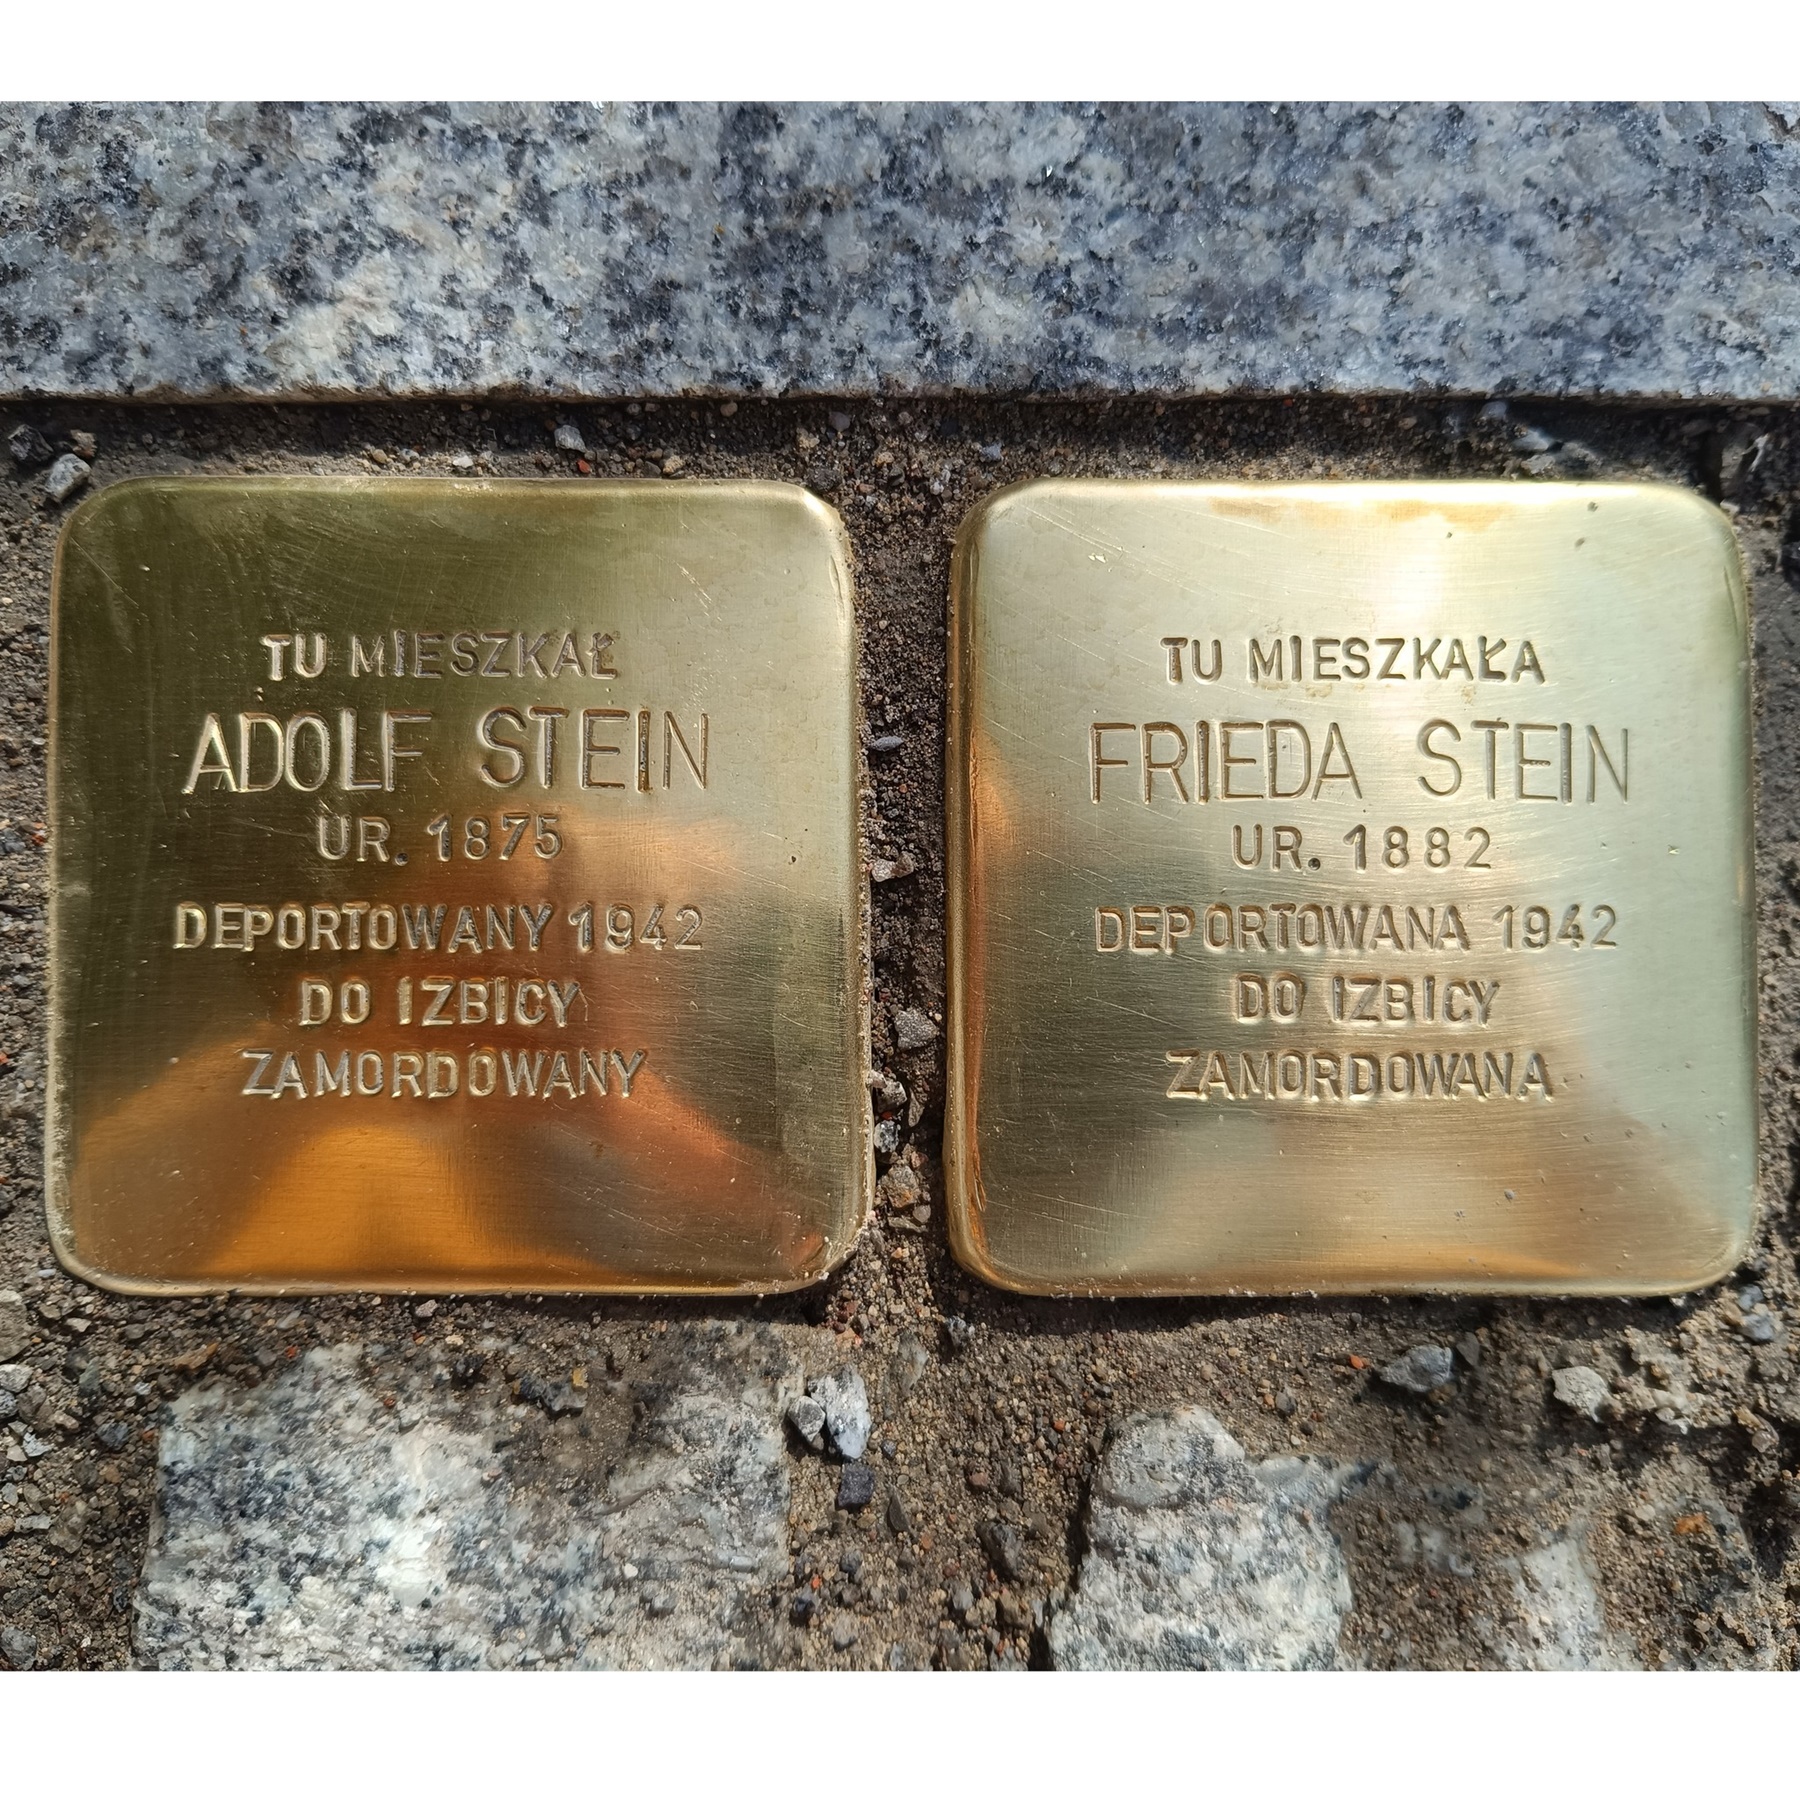 TU MIESZKAŁ
ADOLF STEIN
UR. 1875
DEPORTOWANY 1942
DO IZBICY
ZAMORDOWANY
TU MIESZKAŁA
FRIEDA STEIN
UR. 1882
DEPORTOWANA 1942
DO IZBICY
ZAMORDOWANA